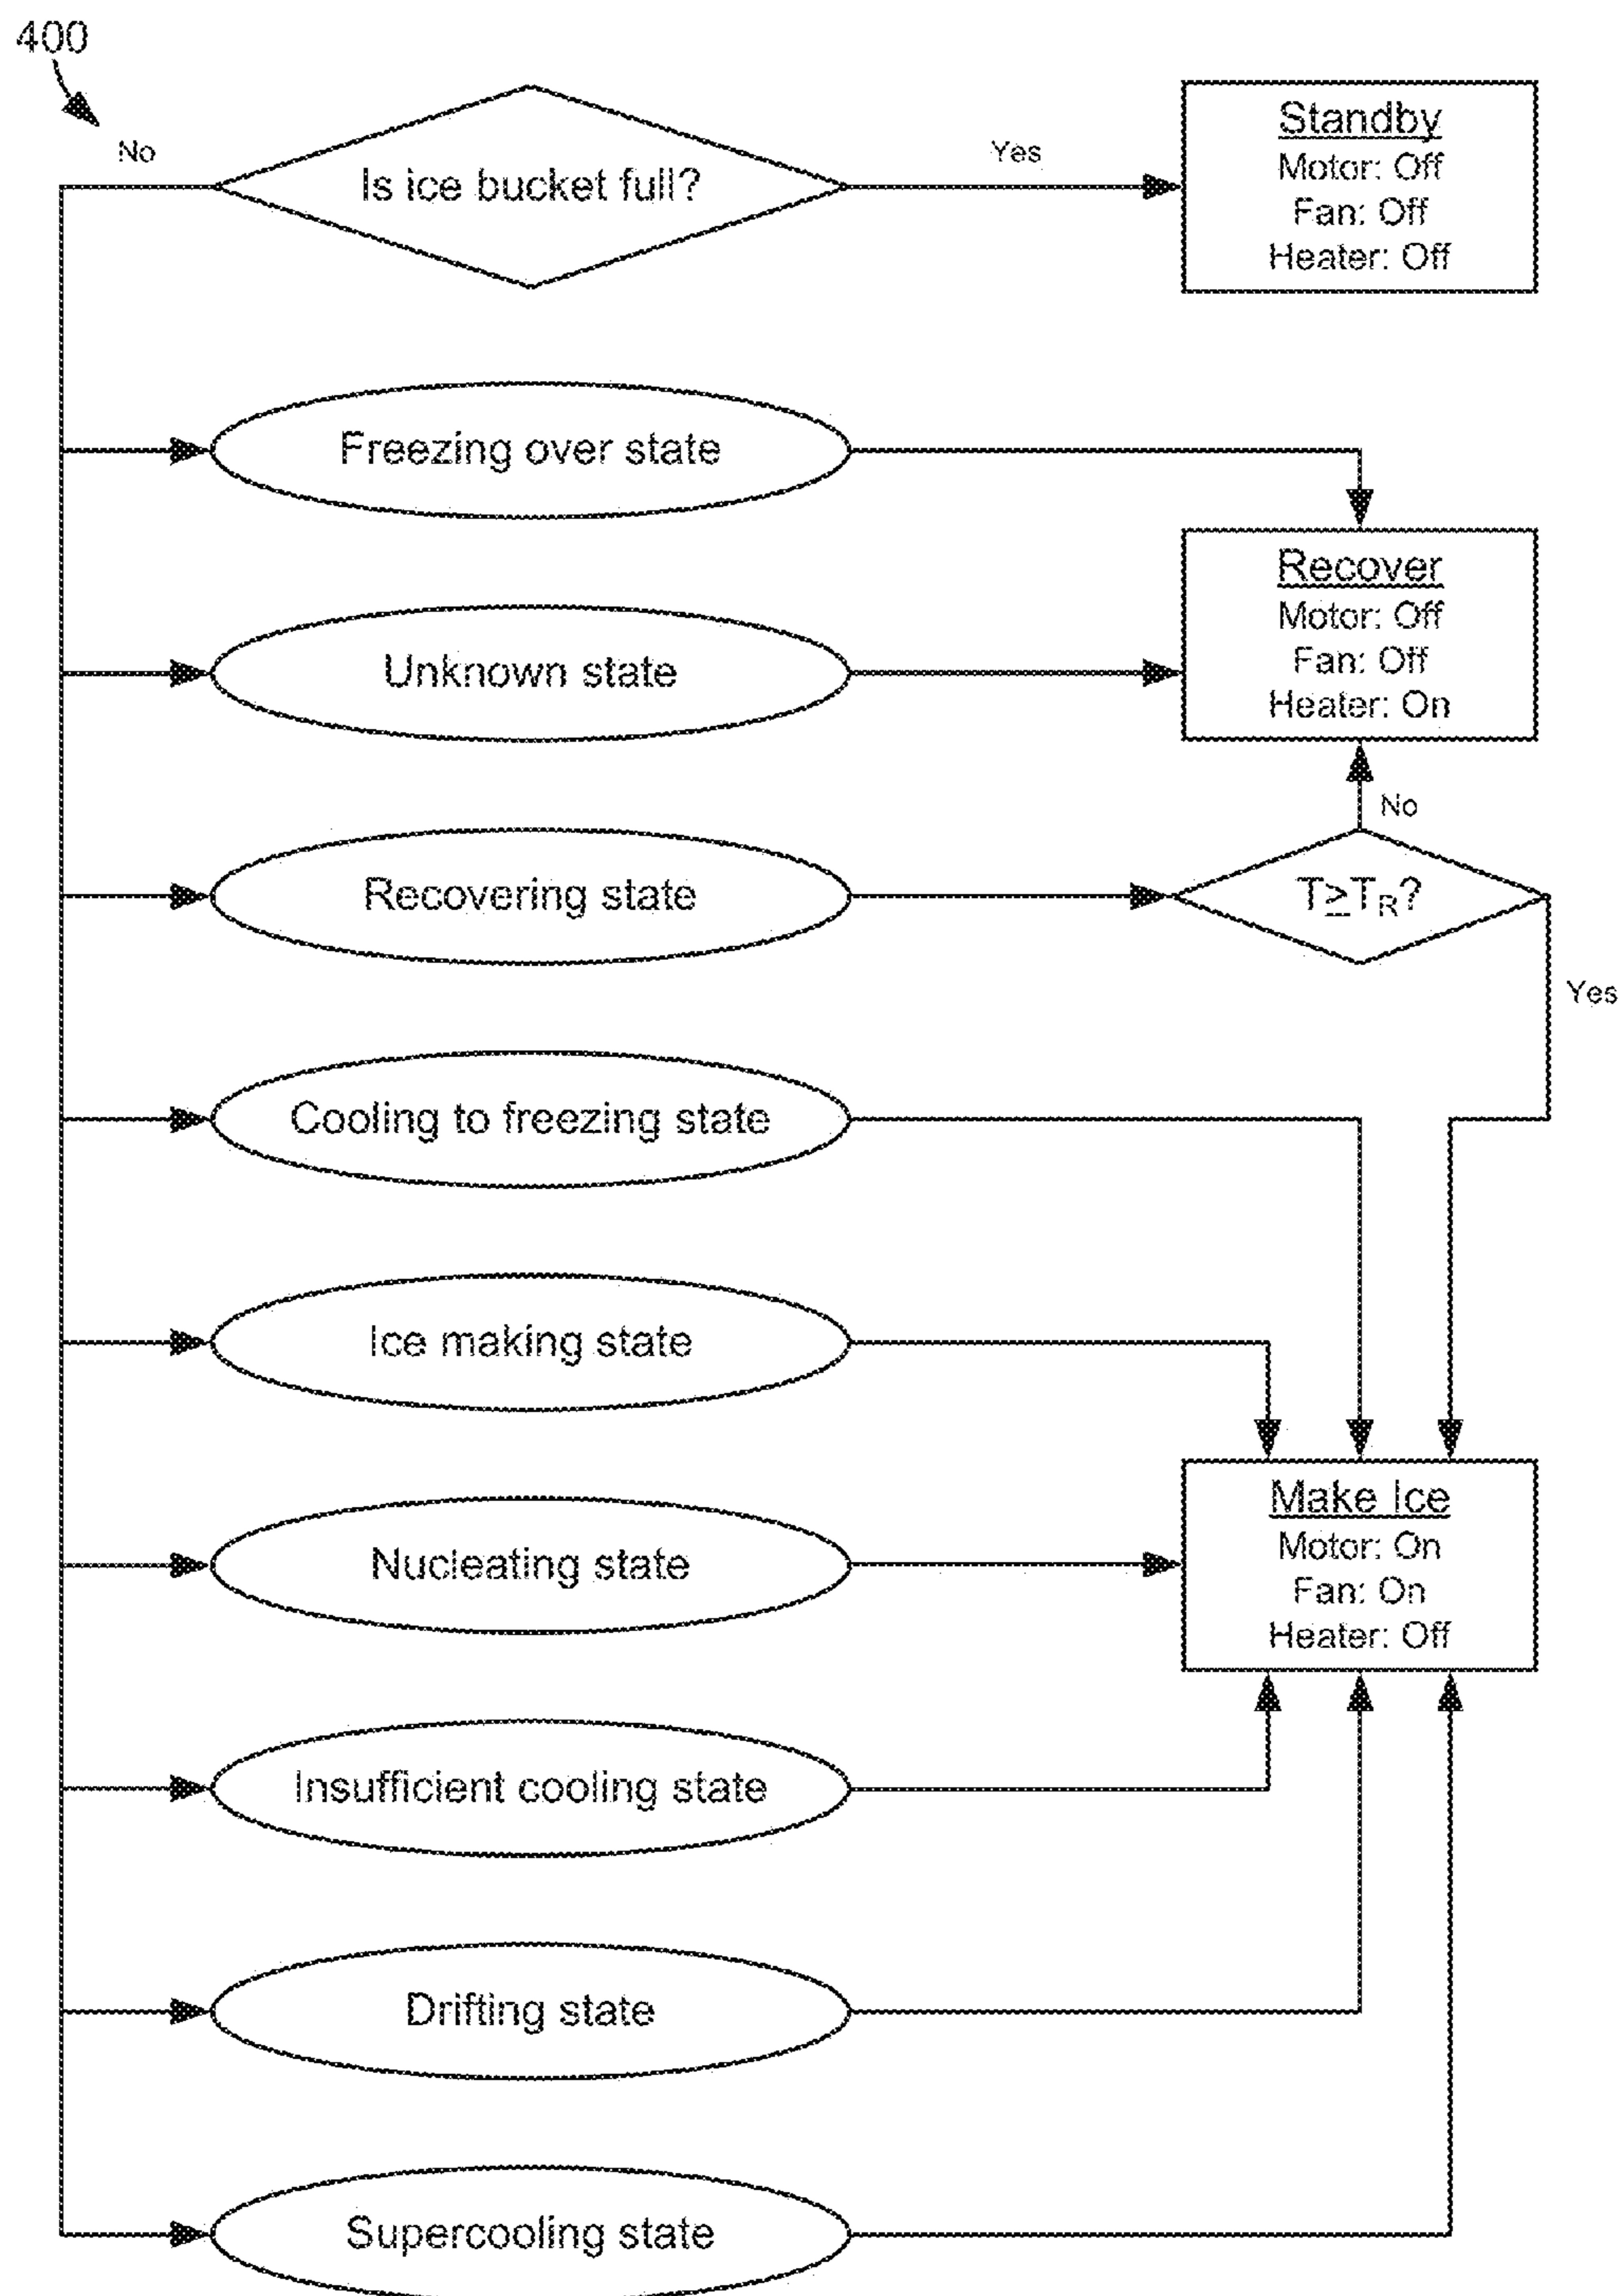 400
No
Is ice bucket full?
Yes
Standby
Motor: Off
Fan: Off
Heater: Off
Freezing over state
Recover
Motor: Off
Fan: Off
Heater: On
Unknown state
No
Recovering state
T≥TR?
Yes
Cooling to freezing state
Ice making state
Make Ice
Motor: On
Fan: On
Heater: Off
Nucleating state
Insufficient cooling state
Drifting state
Supercooling state